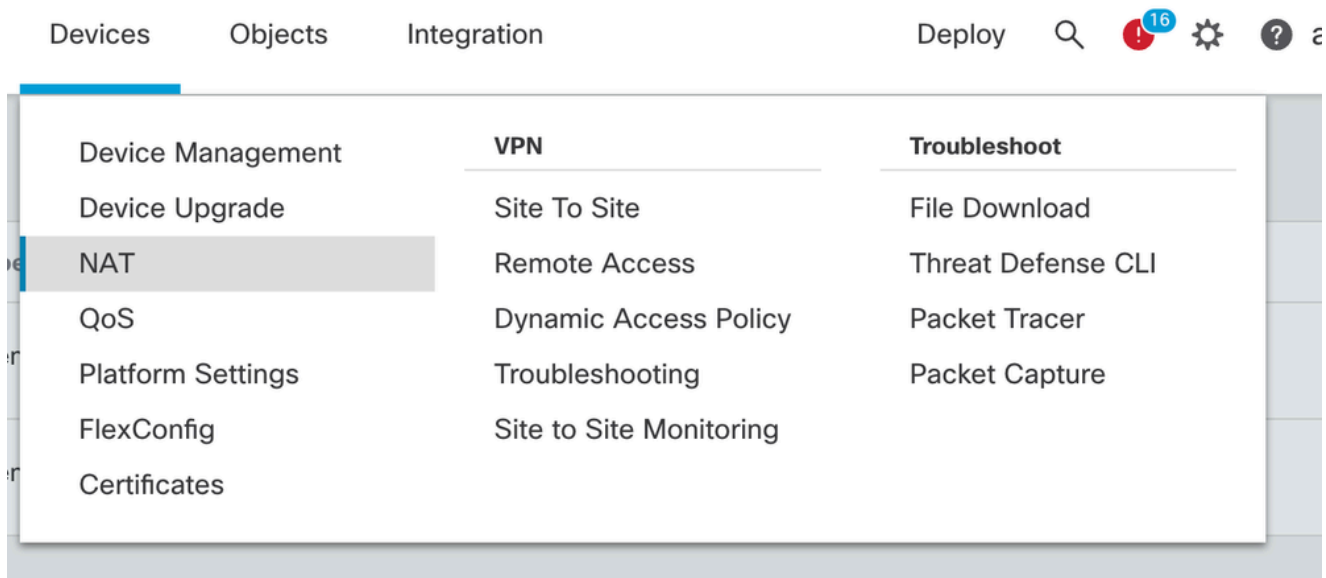 Devices Objects Integration Deploy 16
Device Management
Device Upgrade
NAT
QoS
Platform Settings
FlexConfig
Certificates
VPN
Site To Site
Remote Access
Dynamic Access Policy
Troubleshooting
Site to Site Monitoring
Troubleshoot
File Download
Threat Defense CLI
Packet Tracer
Packet Capture